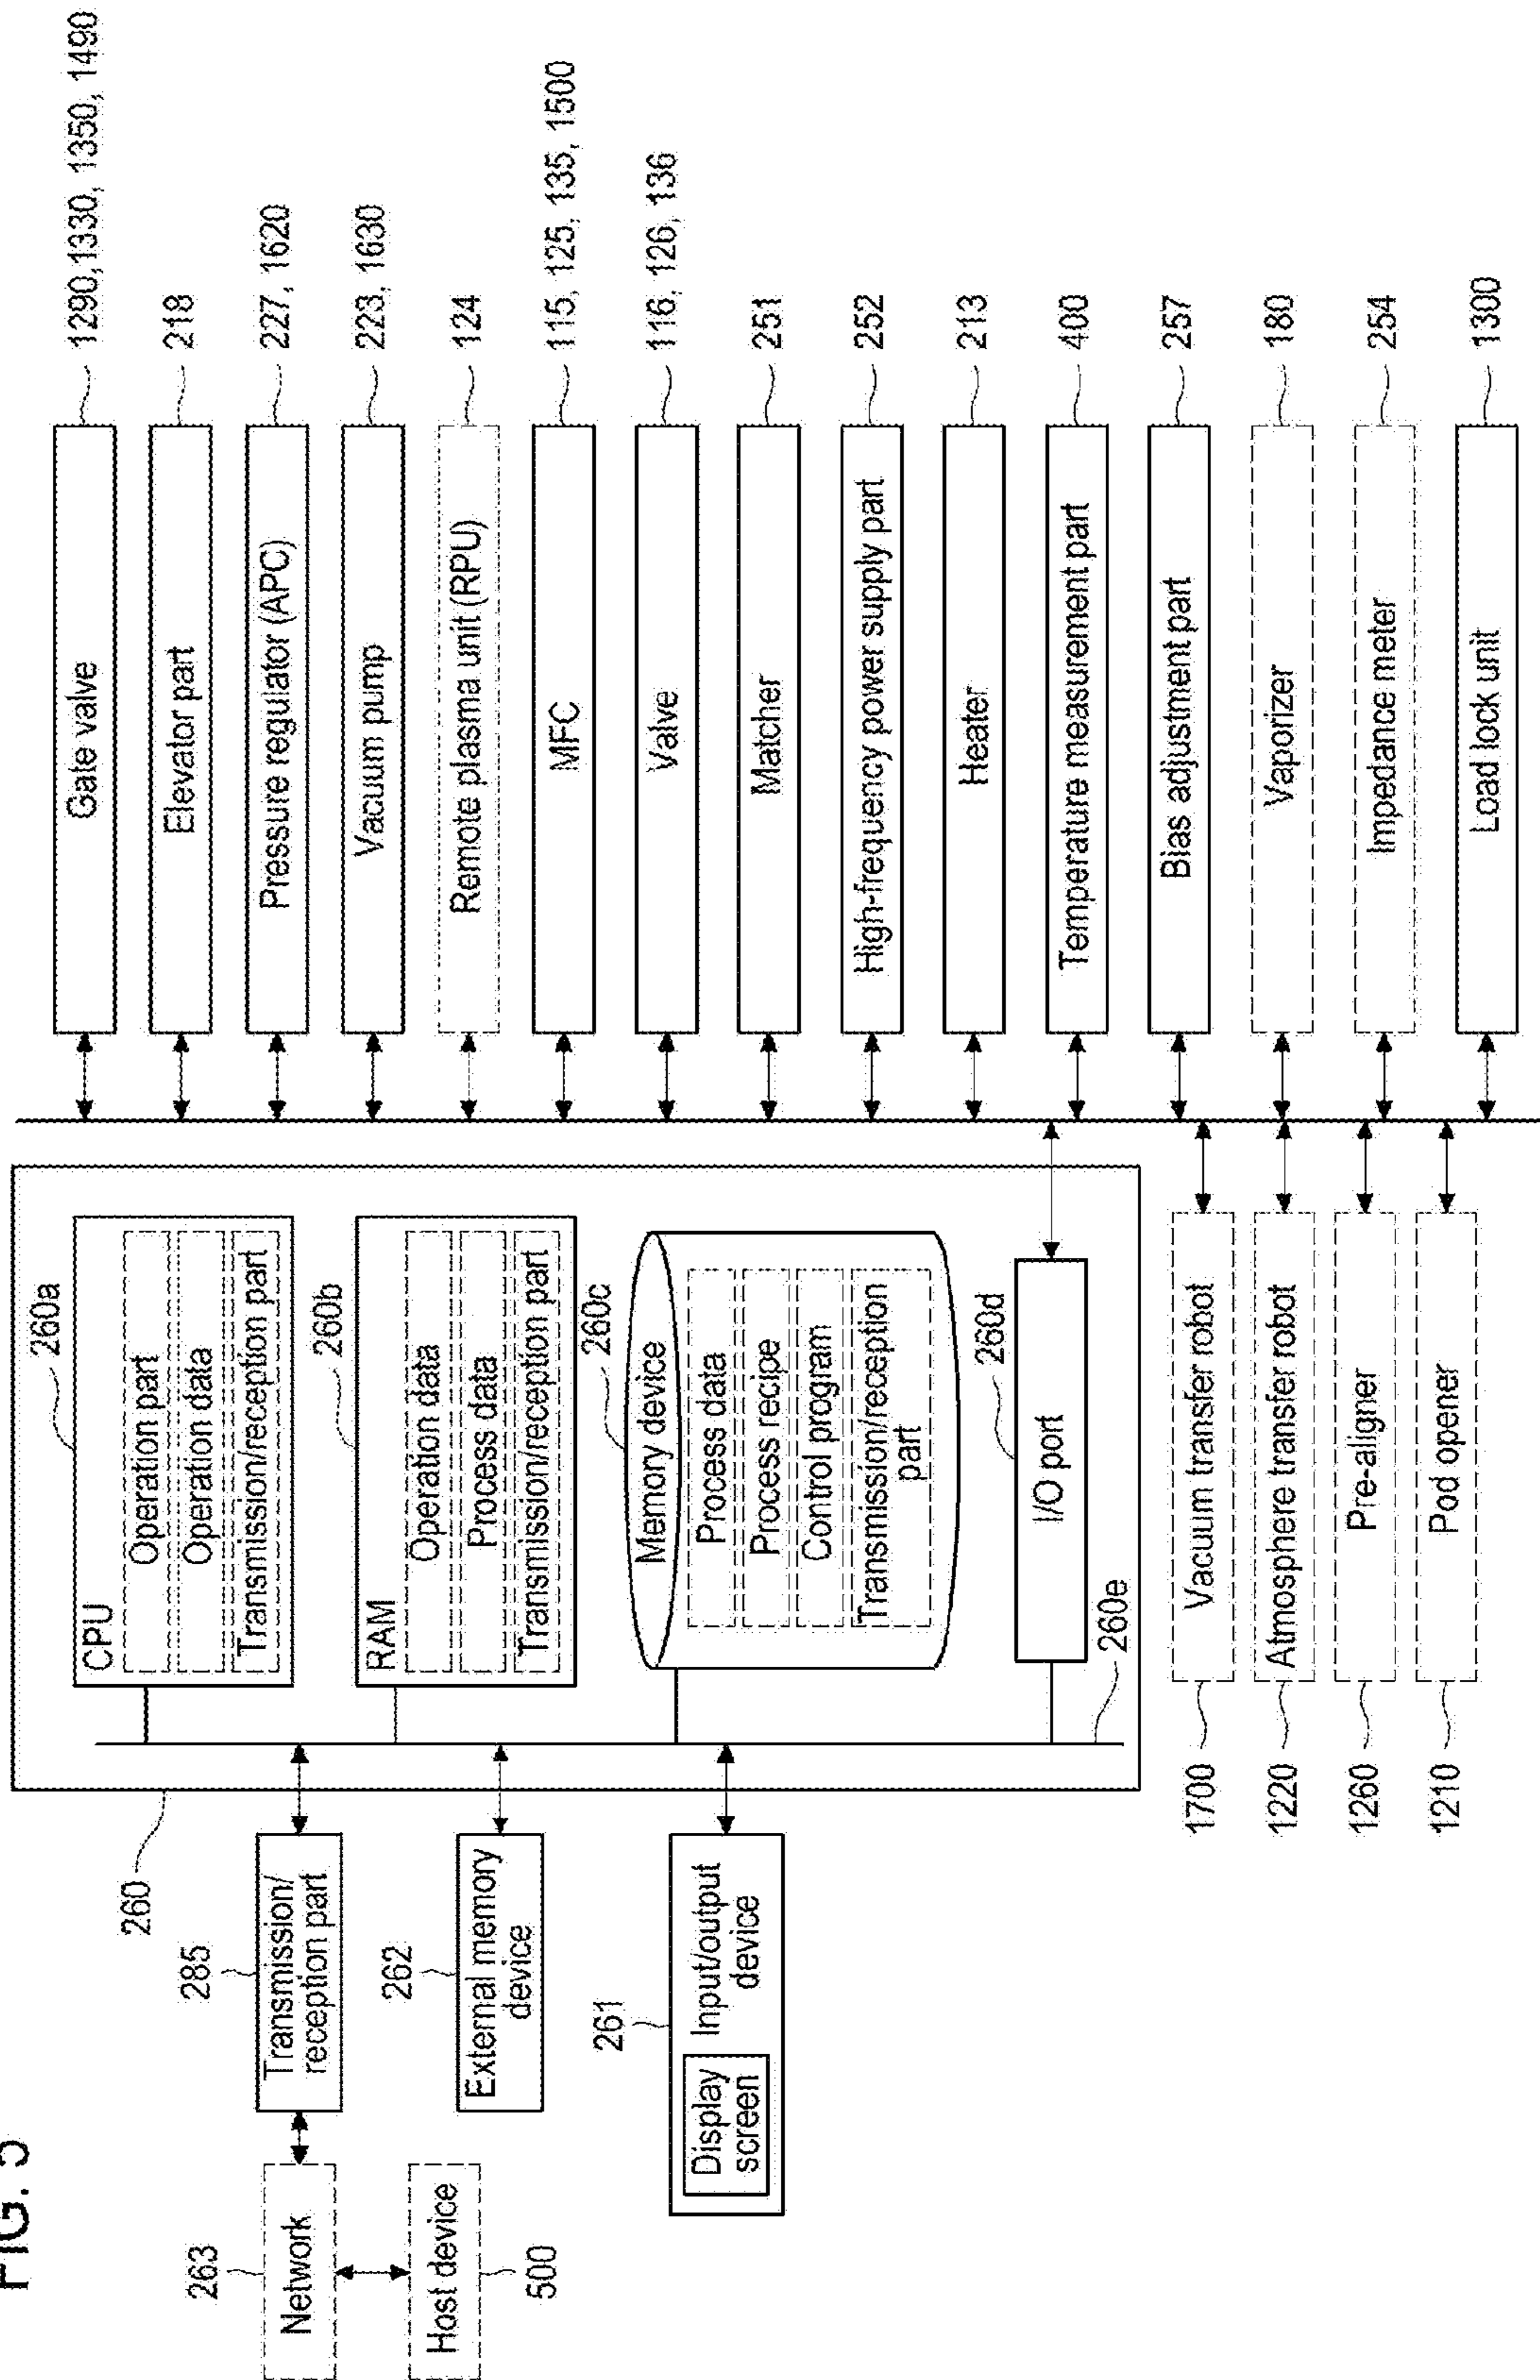 FIG. 5
263
Network
Host device
500
285
Transmission/
reception part
262
External memory
device
261
Display
screen
Input/output
device
260
260a
CPU
Operation part
Operation data
Transmission/reception part
260b
RAM
Operation data
Process data
Transmission/reception part
260c
Memory device
Process data
Process recipe
Control program
Transmission/reception
part
260d
I/O port
260e
1700
Vacuum transfer robot
1220
Atmosphere transfer robot
1260
Pre-aligner
1210
Pod opener
Gate valve
1290,1330, 1350, 1490
Elevator part
218
Pressure regulator (APC)
227, 1620
Vacuum pump
223, 1630
Remote plasma unit (RPU)
124
MFC
115, 125, 135, 1500
Valve
116, 126, 136
Matcher
251
High-frequency power supply part
252
Heater
213
Temperature measurement part
400
Bias adjustment part
257
Vaporizer
180
Impedance meter
254
Load lock unit
1300